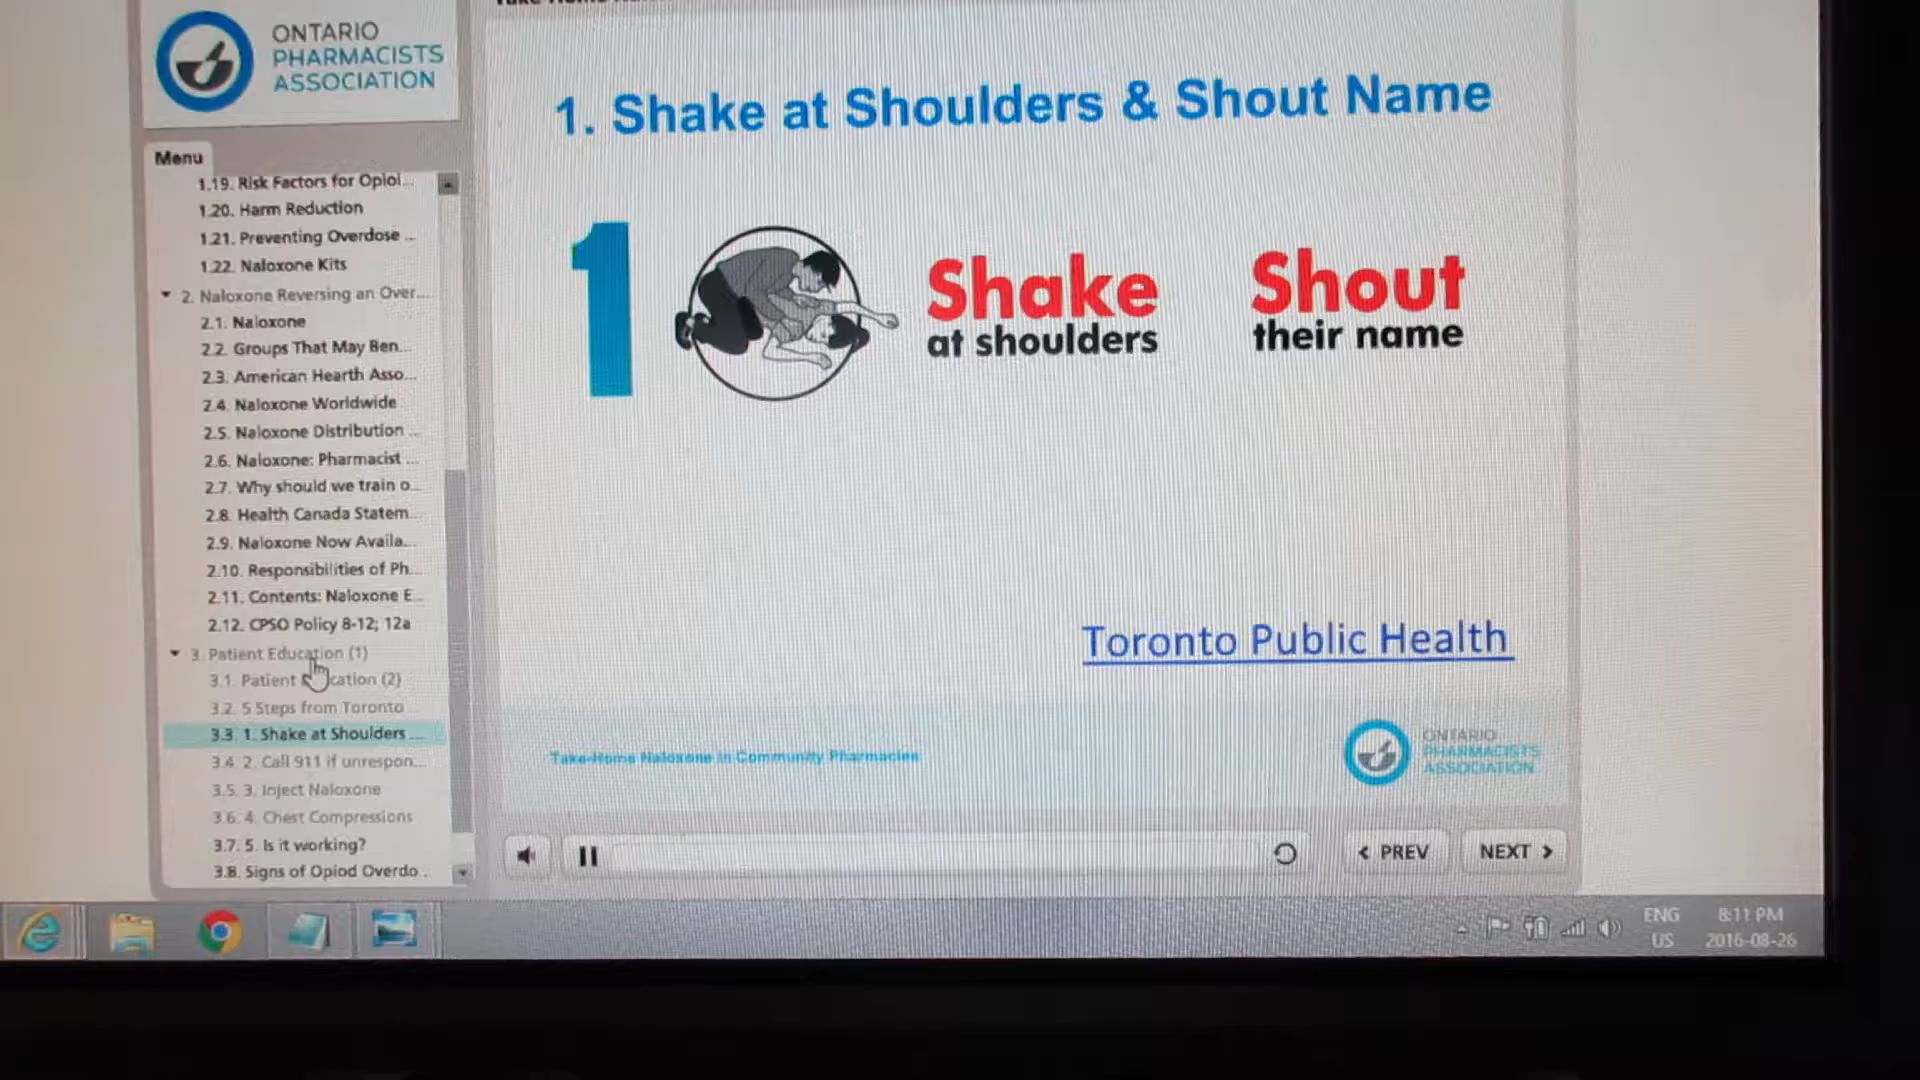 ONTARIO
PHARMACISTS
ASSOCIATION
Menu
1.19. Risk Factors for Opioi...
1.20. Harm Reduction
1.21. Preventing Overdose ...
1.22. Naloxone Kits
2. Naloxone Reversing an Over...
2.1. Naloxone
2.2. Groups That May Ben...
2.3. American Hearth Asso...
2.4. Naloxone Worldwide
2.5. Naloxone Distribution ...
2.6. Naloxone: Pharmacist ...
2.7. Why should we train o...
2.8. Health Canada Statem...
2.9. Naloxone Now Availa...
2.10. Responsibilities of Ph...
2.11. Contents: Naloxone E...
2.12. CPSO Policy 8-12; 12a
3. Patient Education (1)
3.1. Patient cation (2)
3.2. 5 Steps from Toronto ...
3.3. 1. Shake at Shoulders ...
3.4. 2. Call 911 if unrespon...
3.5. 3. Inject Naloxone
3.6. 4. Chest Compressions
3.7. 5. Is it working?
3.8. Signs of Opiod Overdo...
1. Shake at Shoulders & Shout Name
1
Shake
at shoulders
Shout
their name
Toronto Public Health
Take-Home Naloxone in Community Pharmacies
ONTARIO
PHARMACISTS
ASSOCIATION
< PREV
NEXT >
ENG
US
8:11 PM
2016-08-26